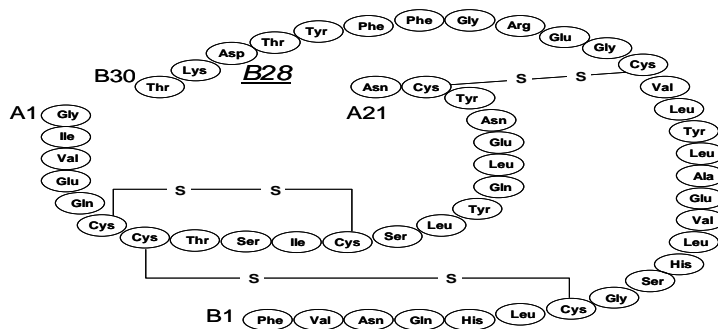 B30 Thr Lys Asp Thr Tyr Phe Phe Gly Arg Glu Gly Cys Val Leu Tyr Leu Ala Glu Val Leu His Ser Gly Cys Leu His Gln Asn Val Phe B1
B28
A1 Gly Ile Val Glu Gln Cys Cys Thr Ser Ile Cys Ser Leu Tyr Gln Leu Glu Asn Tyr Cys Asn A21
S S
S S
S S